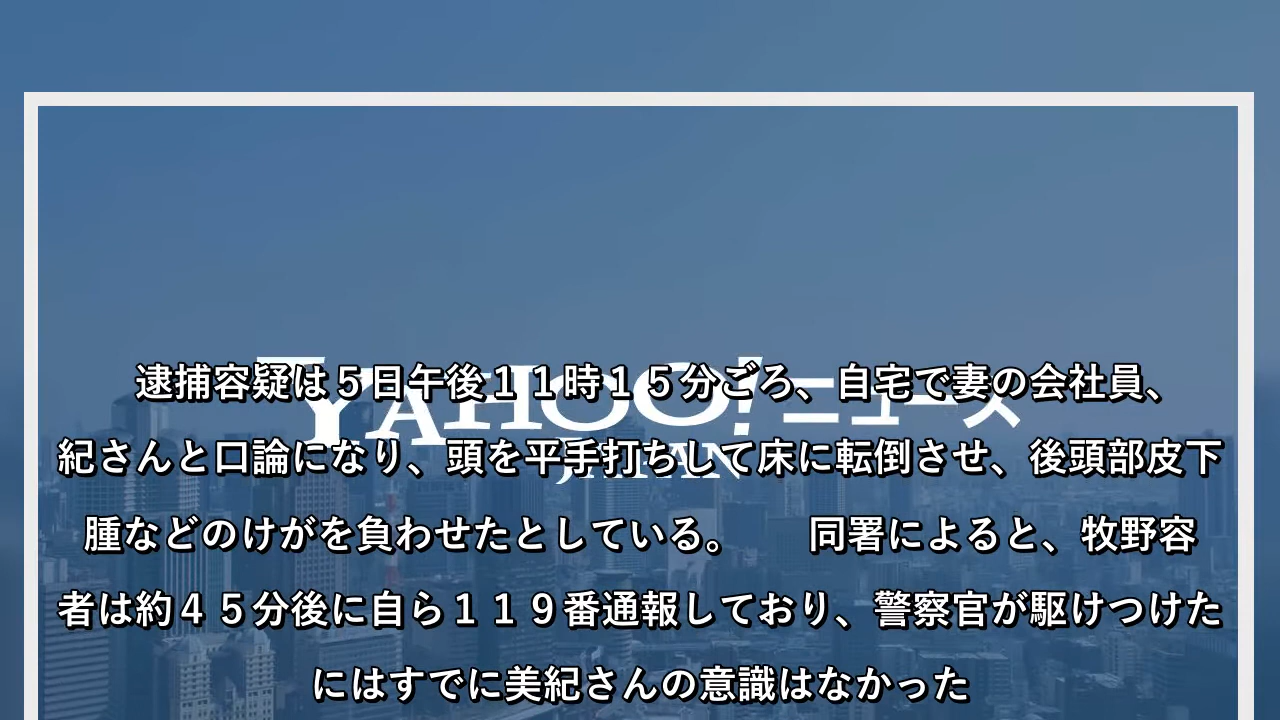 YAHOO!ニュース
JAPAN
逮捕容疑は５日午後１１時１５分ごろ、自宅で妻の会社員、
紀さんと口論になり、頭を平手打ちして床に転倒させ、後頭部皮下
腫などのけがを負わせたとしている。　　同署によると、牧野容
者は約４５分後に自ら１１９番通報しており、警察官が駆けつけた
にはすでに美紀さんの意識はなかった